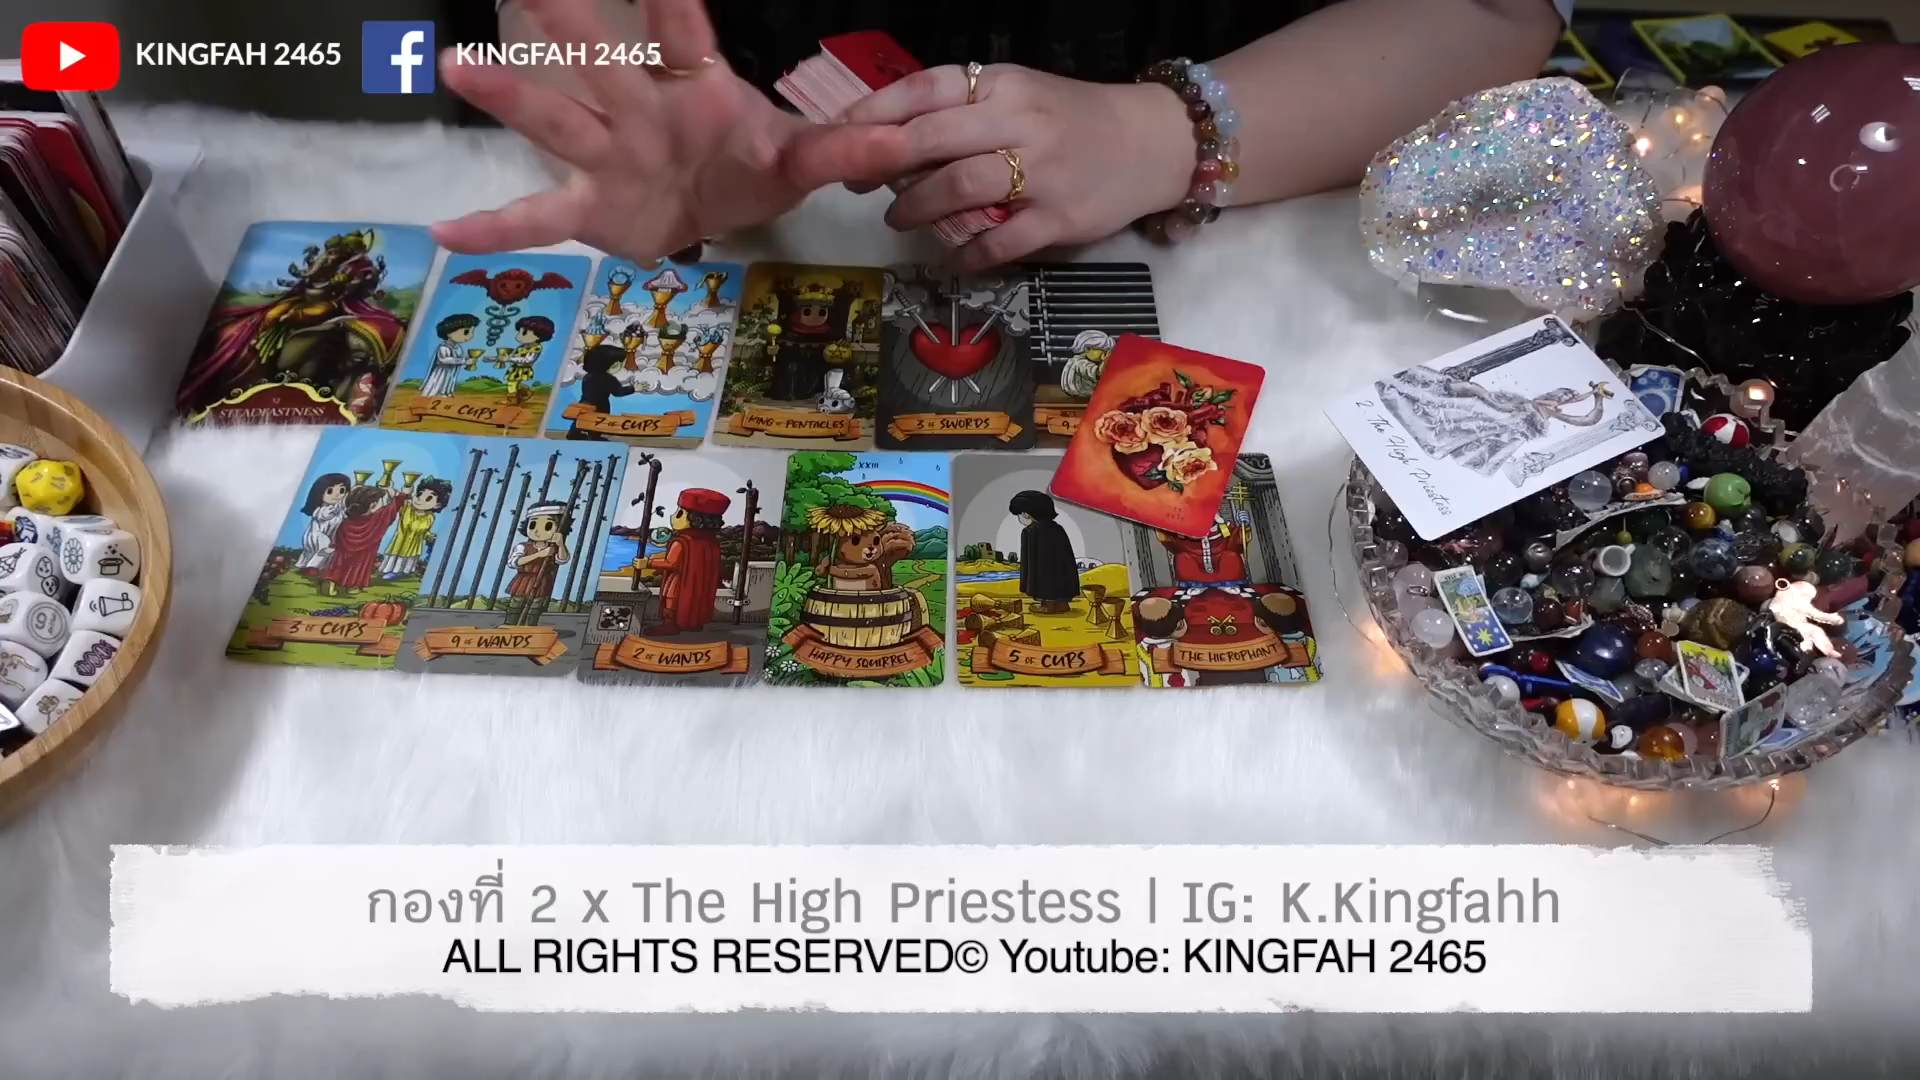 KINGFAH 2465
KINGFAH 2465
STEADFASTNESS
2 OF CUPS
7 OF CUPS
KING OF PENTACLES
3 OF SWORDS
9
2. The High Priestess
3 OF CUPS
9 OF WANDS
2 OF WANDS
XXIII
HAPPY SQUIRREL
5 OF CUPS
THE HIEROPHANT
กองที่ 2 x The High Priestess | IG: K.Kingfahh
ALL RIGHTS RESERVED© Youtube: KINGFAH 2465